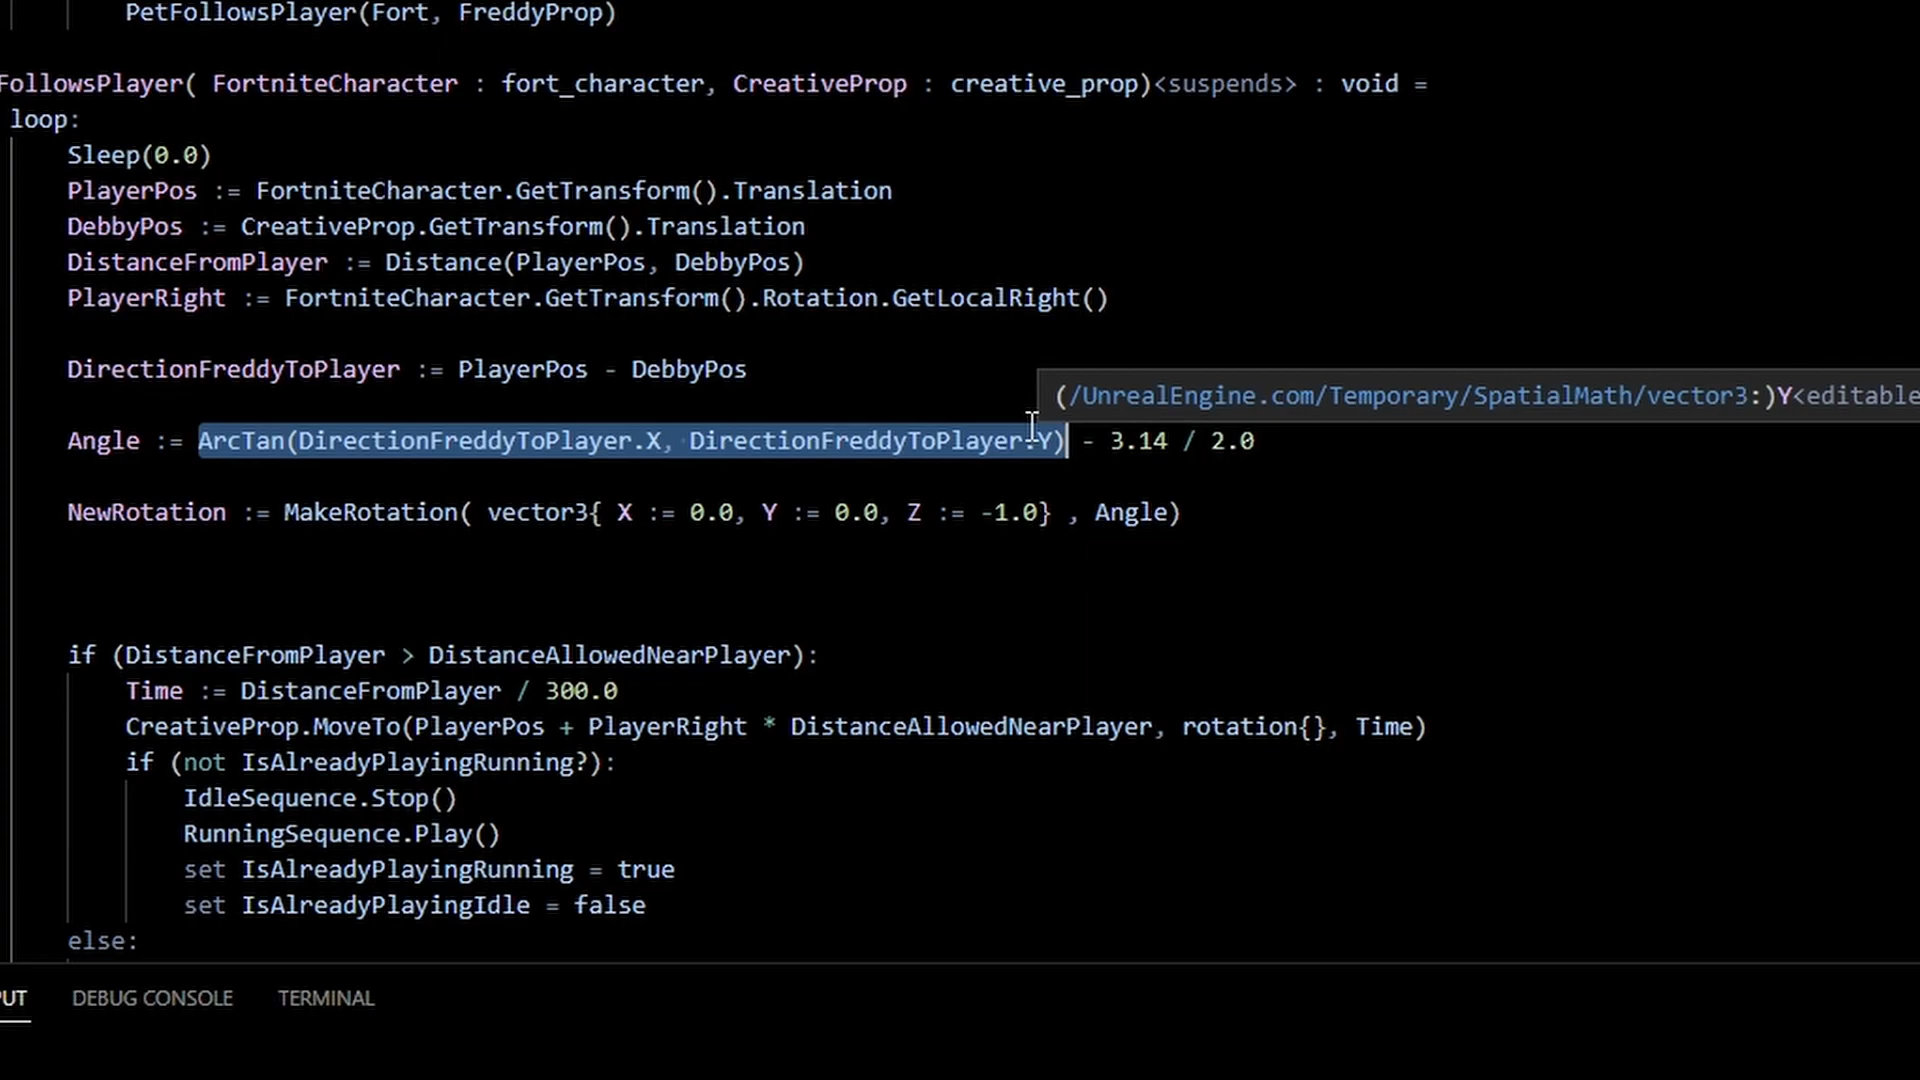 PetFollowsPlayer(Fort, FreddyProp)
FollowsPlayer( FortniteCharacter : fort_character, CreativeProp : creative_prop)<suspends> : void =
loop:
Sleep(0.0)
PlayerPos := FortniteCharacter.GetTransform().Translation
DebbyPos := CreativeProp.GetTransform().Translation
DistanceFromPlayer := Distance(PlayerPos, DebbyPos)
PlayerRight := FortniteCharacter.GetTransform().Rotation.GetLocalRight()
DirectionFreddyToPlayer := PlayerPos - DebbyPos
(/UnrealEngine.com/Temporary/SpatialMath/vector3:)Y<editable
Angle := ArcTan(DirectionFreddyToPlayer.X, DirectionFreddyToPlayer.Y) - 3.14 / 2.0
NewRotation := MakeRotation( vector3{ X := 0.0, Y := 0.0, Z := -1.0} , Angle)
if (DistanceFromPlayer > DistanceAllowedNearPlayer):
Time := DistanceFromPlayer / 300.0
CreativeProp.MoveTo(PlayerPos + PlayerRight * DistanceAllowedNearPlayer, rotation{}, Time)
if (not IsAlreadyPlayingRunning?):
IdleSequence.Stop()
RunningSequence.Play()
set IsAlreadyPlayingRunning = true
set IsAlreadyPlayingIdle = false
else:
PUT DEBUG CONSOLE TERMINAL